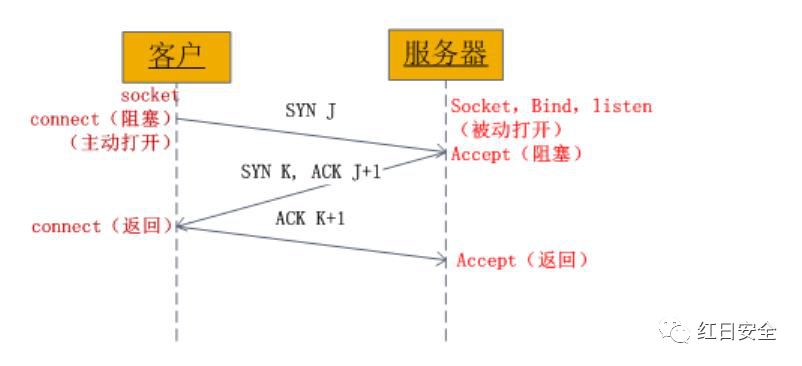 客户
服务器
socket
connect（阻塞）
（主动打开）
SYN J
Socket，Bind，listen
（被动打开）
Accept（阻塞）
SYN K, ACK J+1
connect（返回）
ACK K+1
Accept（返回）
红日安全